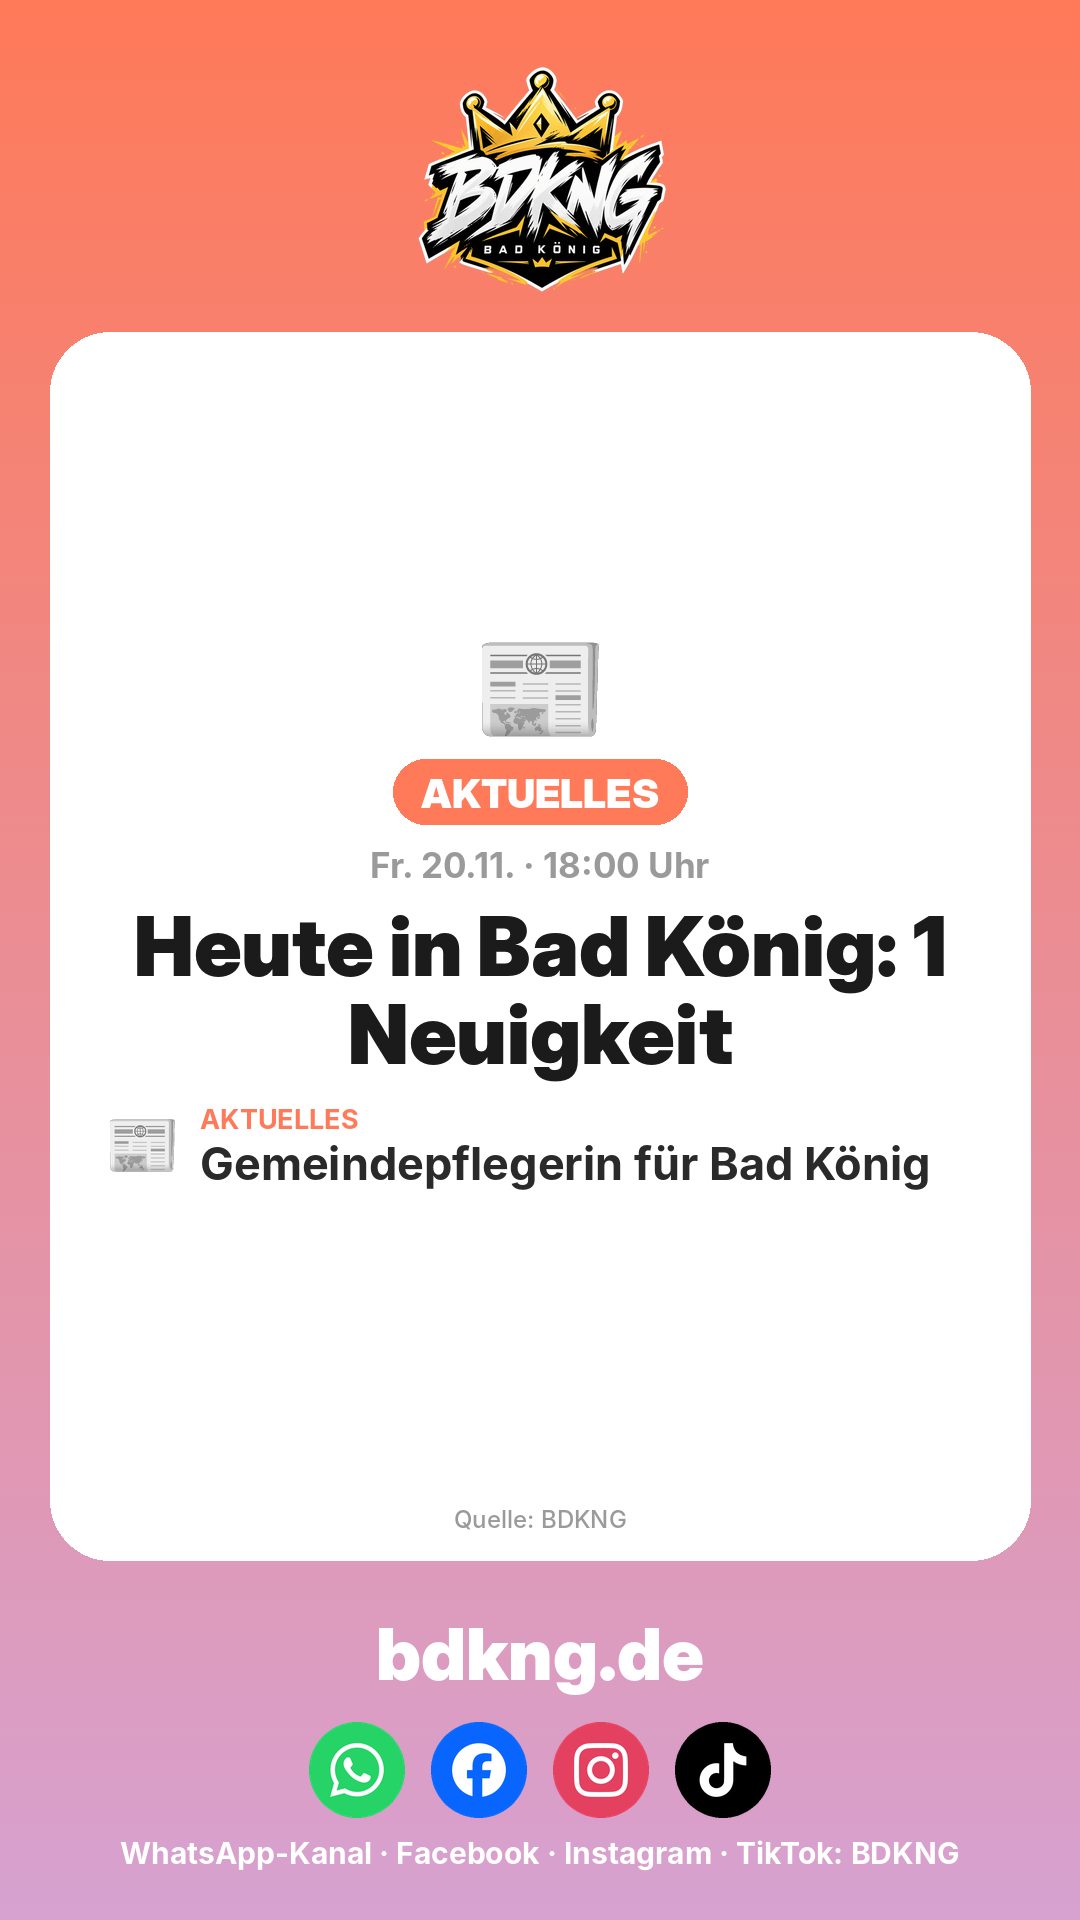 BDKNG
BAD KÖNIG
AKTUELLES
Fr. 20.11. · 18:00 Uhr
Heute in Bad König: 1
Neuigkeit
AKTUELLES
Gemeindepflegerin für Bad König
Quelle: BDKNG
bdkng.de
WhatsApp-Kanal · Facebook · Instagram · TikTok: BDKNG